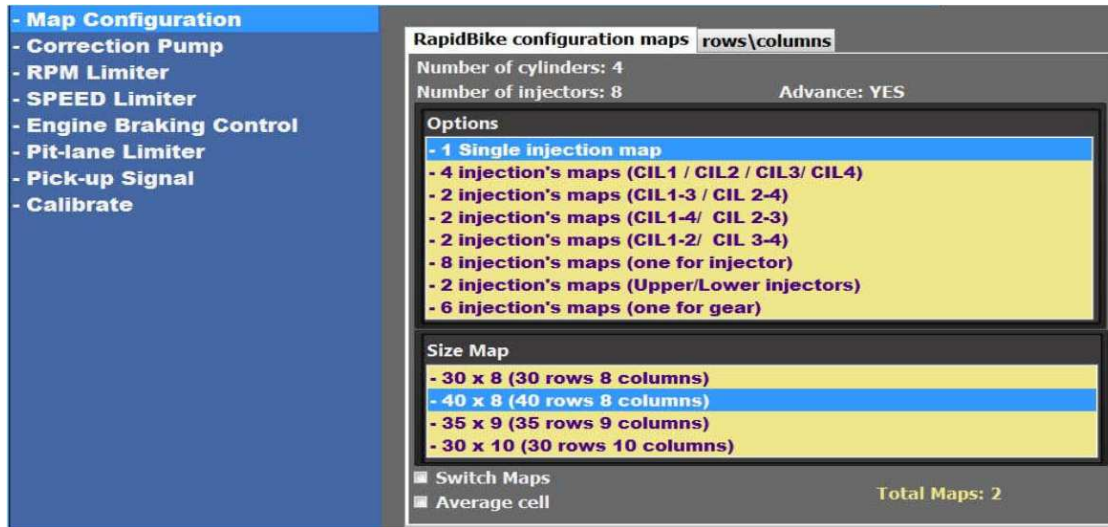 - Map Configuration
- Correction Pump
- RPM Limiter
- SPEED Limiter
- Engine Braking Control
- Pit-lane Limiter
- Pick-up Signal
- Calibrate
RapidBike configuration maps rows\columns
Number of cylinders: 4
Number of injectors: 8 Advance: YES
Options
- 1 Single injection map
- 4 injection's maps (CIL1 / CIL2 / CIL3/ CIL4)
- 2 injection's maps (CIL1-3 / CIL 2-4)
- 2 injection's maps (CIL1-4/ CIL 2-3)
- 2 injection's maps (CIL1-2/ CIL 3-4)
- 8 injection's maps (one for injector)
- 2 injection's maps (Upper/Lower injectors)
- 6 injection's maps (one for gear)
Size Map
- 30 x 8 (30 rows 8 columns)
- 40 x 8 (40 rows 8 columns)
- 35 x 9 (35 rows 9 columns)
- 30 x 10 (30 rows 10 columns)
Switch Maps
Average cell
Total Maps: 2